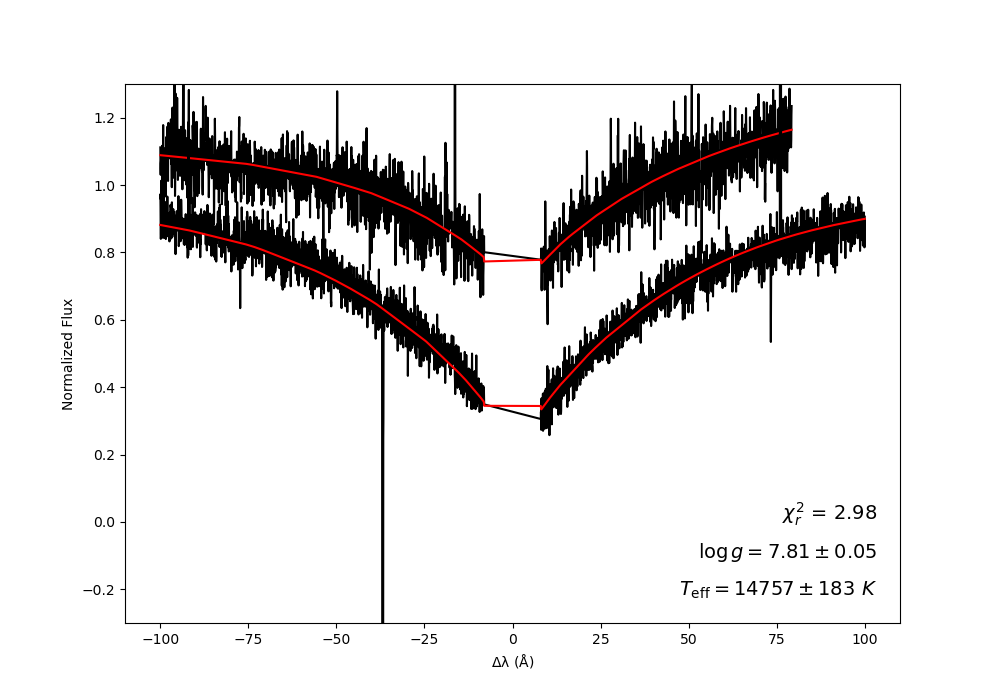 1.2
1.0
0.8
0.6
0.4
0.2
0.0
−0.2
Normalized Flux
χ²ᵣ = 2.98
log g = 7.81 ± 0.05
T_eff = 14757 ± 183 K
−100 −75 −50 −25 0 25 50 75 100
Δλ (Å)